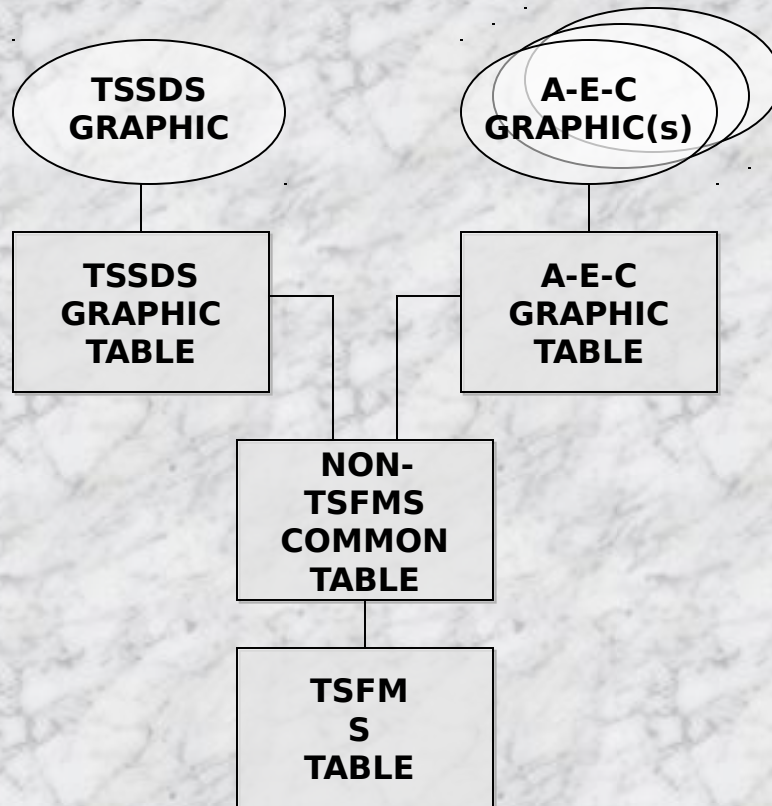 TSSDS
GRAPHIC
A-E-C
GRAPHIC(s)
TSSDS
GRAPHIC
TABLE
A-E-C
GRAPHIC
TABLE
NON-
TSFMS
COMMON
TABLE
TSFM
S
TABLE